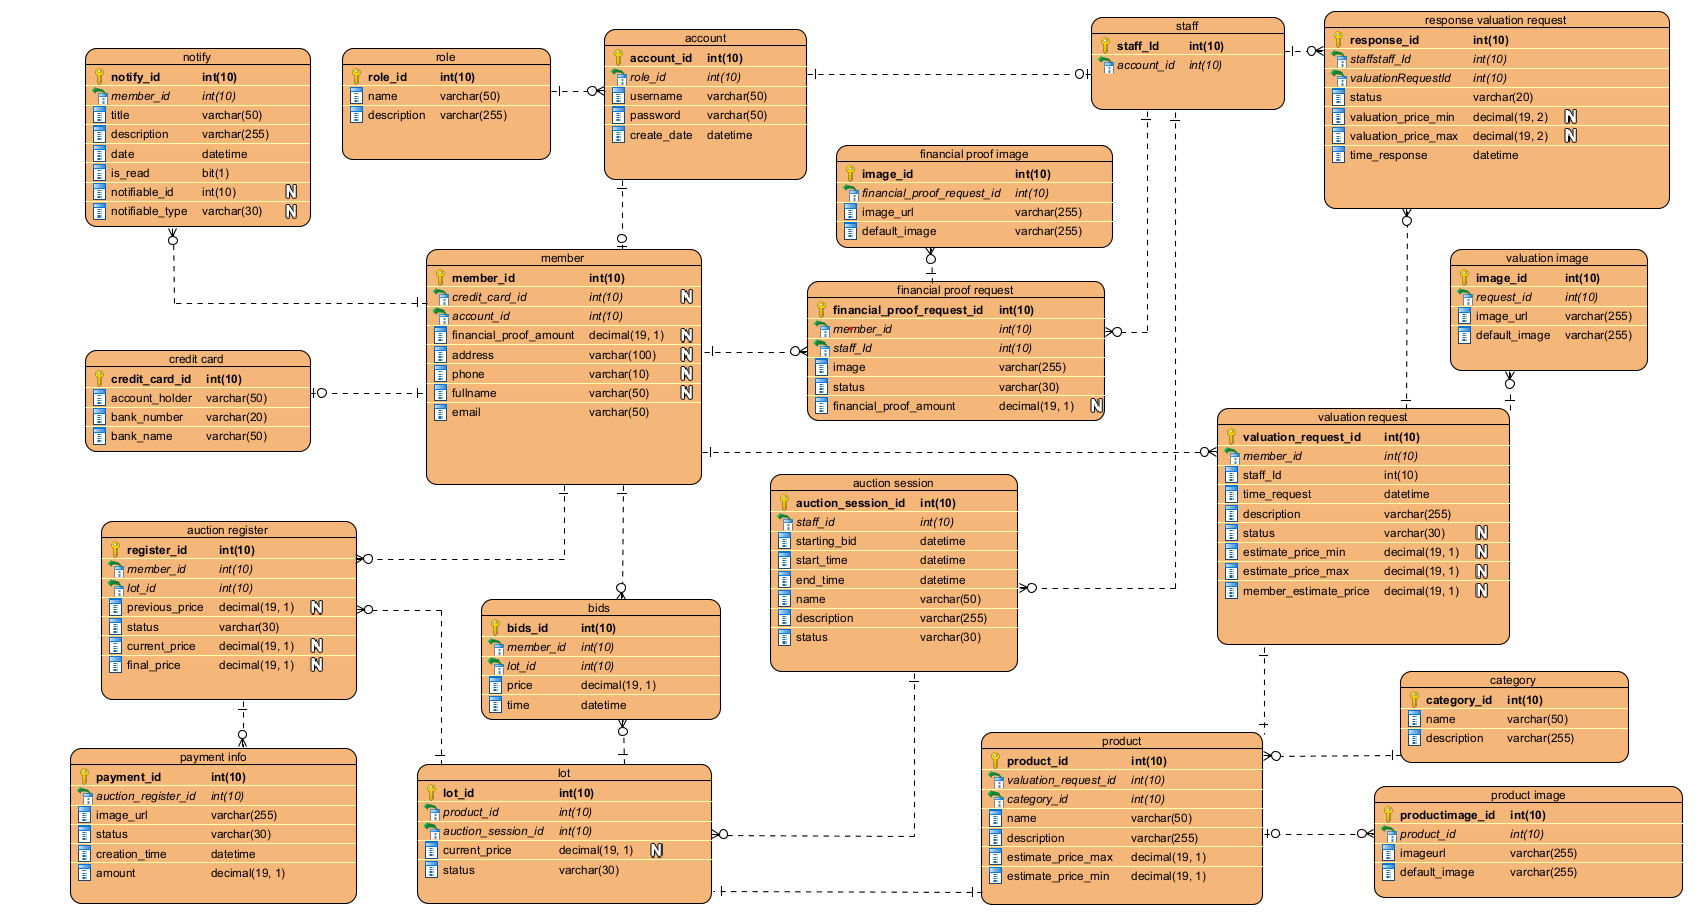 notify
notify_id int(10)
member_id int(10)
title varchar(50)
description varchar(255)
date datetime
is_read bit(1)
notifiable_id int(10) N
notifiable_type varchar(30) N
role
role_id int(10)
name varchar(50)
description varchar(255)
account
account_id int(10)
role_id int(10)
username varchar(50)
password varchar(50)
create_date datetime
staff
staff_Id int(10)
account_id int(10)
response valuation request
response_id int(10)
staffstaff_Id int(10)
valuationRequestId int(10)
status varchar(20)
valuation_price_min decimal(19, 2) N
valuation_price_max decimal(19, 2) N
time_response datetime
financial proof image
image_id int(10)
financial_proof_request_id int(10)
image_url varchar(255)
default_image varchar(255)
member
member_id int(10)
credit_card_id int(10) N
account_id int(10)
financial_proof_amount decimal(19, 1) N
address varchar(100) N
phone varchar(10) N
fullname varchar(50) N
email varchar(50)
financial proof request
financial_proof_request_id int(10)
member_id int(10)
staff_Id int(10)
image varchar(255)
status varchar(30)
financial_proof_amount decimal(19, 1) N
valuation image
image_id int(10)
request_id int(10)
image_url varchar(255)
default_image varchar(255)
credit card
credit_card_id int(10)
account_holder varchar(50)
bank_number varchar(20)
bank_name varchar(50)
valuation request
valuation_request_id int(10)
member_id int(10)
staff_Id int(10)
time_request datetime
description varchar(255)
status varchar(30) N
estimate_price_min decimal(19, 1) N
estimate_price_max decimal(19, 1) N
member_estimate_price decimal(19, 1) N
auction session
auction_session_id int(10)
staff_id int(10)
starting_bid datetime
start_time datetime
end_time datetime
name varchar(50)
description varchar(255)
status varchar(30)
auction register
register_id int(10)
member_id int(10)
lot_id int(10)
previous_price decimal(19, 1) N
status varchar(30)
current_price decimal(19, 1) N
final_price decimal(19, 1) N
bids
bids_id int(10)
member_id int(10)
lot_id int(10)
price decimal(19, 1)
time datetime
category
category_id int(10)
name varchar(50)
description varchar(255)
payment info
payment_id int(10)
auction_register_id int(10)
image_url varchar(255)
status varchar(30)
creation_time datetime
amount decimal(19, 1)
lot
lot_id int(10)
product_id int(10)
auction_session_id int(10)
current_price decimal(19, 1) N
status varchar(30)
product
product_id int(10)
valuation_request_id int(10)
category_id int(10)
name varchar(50)
description varchar(255)
estimate_price_max decimal(19, 1)
estimate_price_min decimal(19, 1)
product image
productimage_id int(10)
product_id int(10)
imageurl varchar(255)
default_image varchar(255)